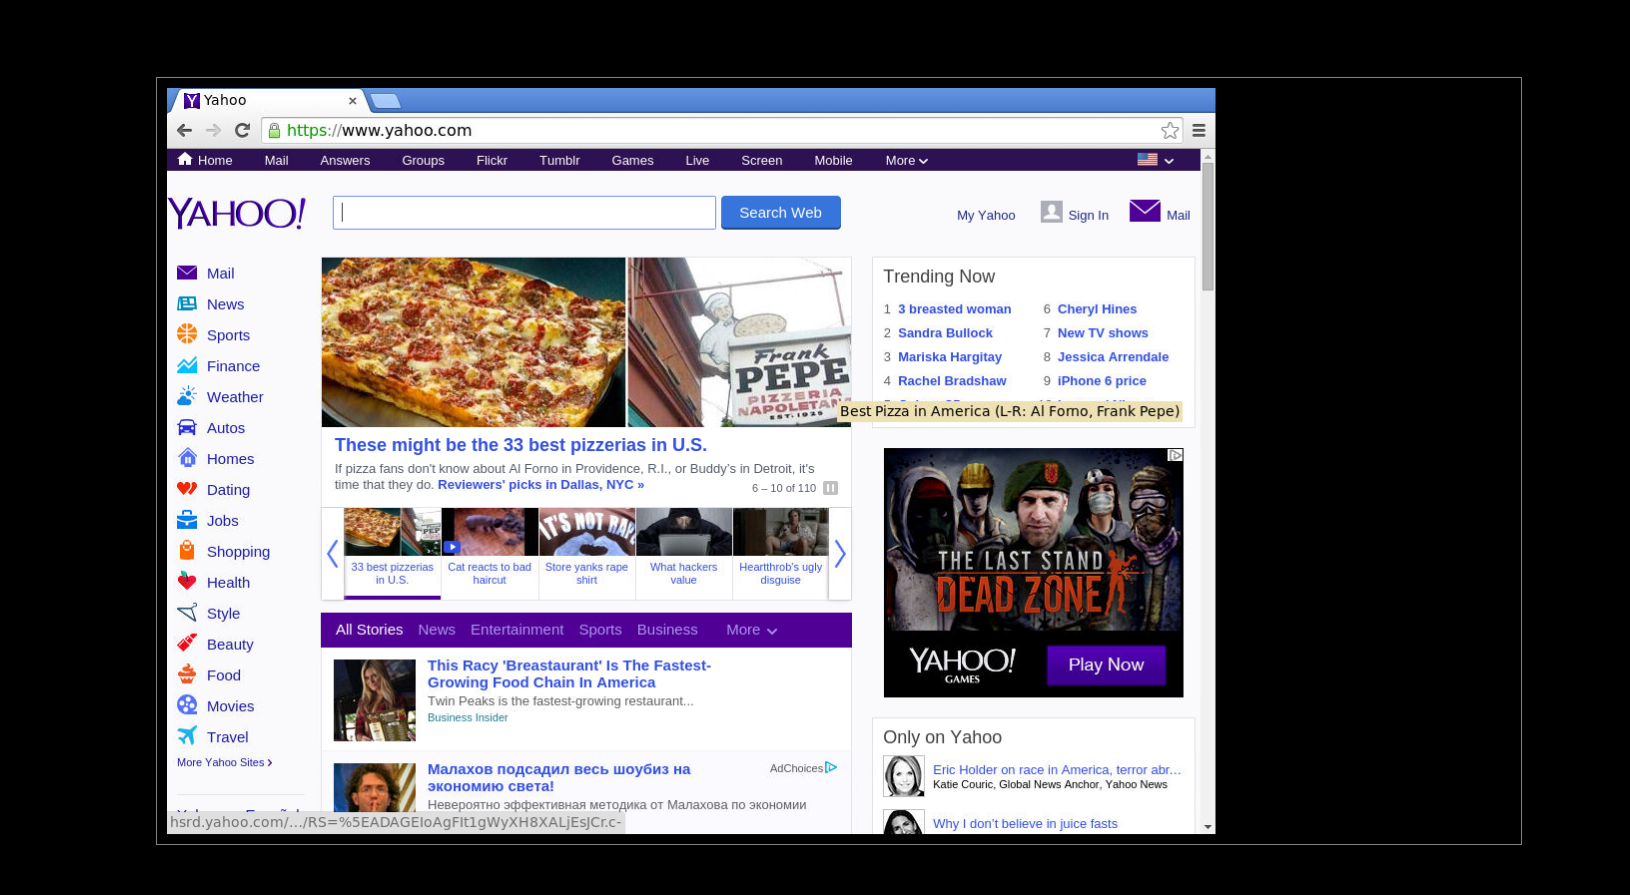 Yahoo
https://www.yahoo.com
Home Mail Answers Groups Flickr Tumblr Games Live Screen Mobile More
YAHOO!
Search Web
My Yahoo Sign In Mail
Mail
News
Sports
Finance
Weather
Autos
Homes
Dating
Jobs
Shopping
Health
Style
Beauty
Food
Movies
Travel
More Yahoo Sites
Frank
PEPE
PIZZERIA
NAPOLETANA
EST. 1925
These might be the 33 best pizzerias in U.S.
If pizza fans don't know about Al Forno in Providence, R.I., or Buddy's in Detroit, it's
time that they do. Reviewers' picks in Dallas, NYC »
6 – 10 of 110
IT'S NOT RAPE
33 best pizzerias
in U.S.
Cat reacts to bad
haircut
Store yanks rape
shirt
What hackers
value
Heartthrob's ugly
disguise
All Stories News Entertainment Sports Business More
This Racy 'Breastaurant' Is The Fastest-
Growing Food Chain In America
Twin Peaks is the fastest-growing restaurant...
Business Insider
AdChoices
Малахов подсадил весь шоубиз на
экономию света!
Невероятно эффективная методика от Малахова по экономии
Trending Now
1 3 breasted woman
2 Sandra Bullock
3 Mariska Hargitay
4 Rachel Bradshaw
6 Cheryl Hines
7 New TV shows
8 Jessica Arrendale
9 iPhone 6 price
Best Pizza in America (L-R: Al Forno, Frank Pepe)
THE LAST STAND
DEAD ZONE
YAHOO!
GAMES
Play Now
Only on Yahoo
Eric Holder on race in America, terror abr...
Katie Couric, Global News Anchor, Yahoo News
Why I don't believe in juice fasts
hsrd.yahoo.com/.../RS=%5EADAGEIoAgFIt1gWyXH8XALjEsJCr.c-